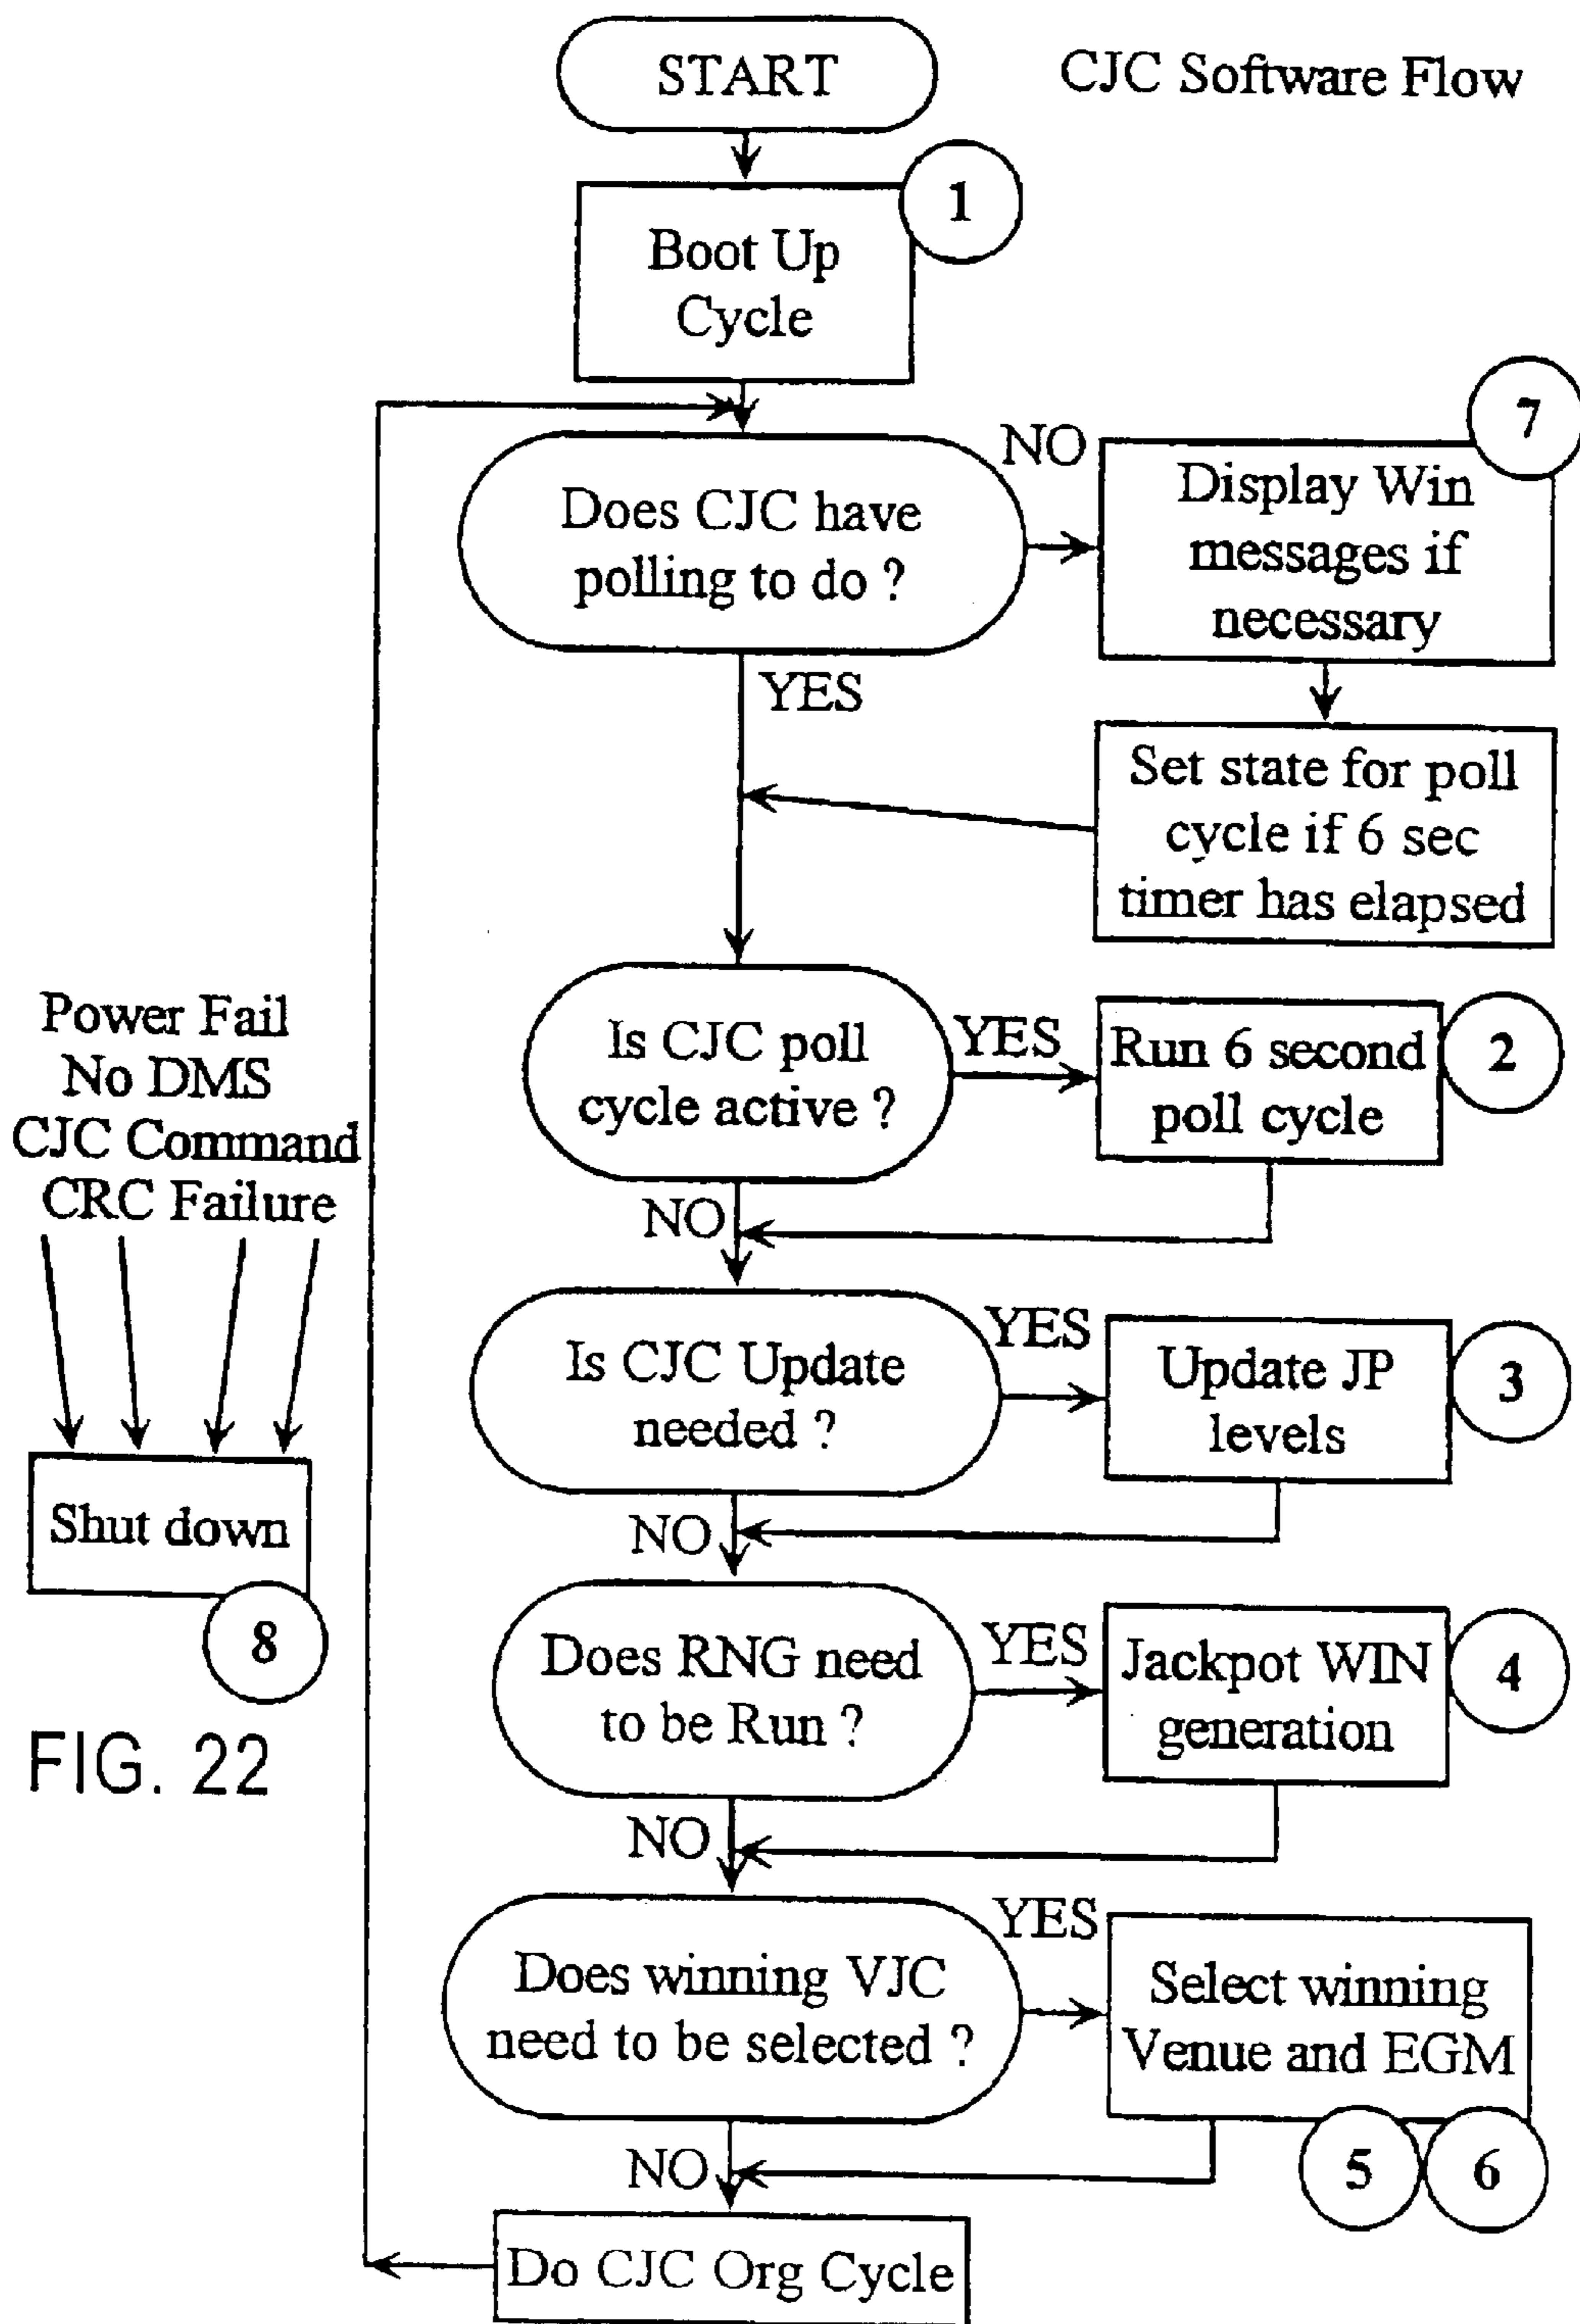 START
CJC Software Flow
1
Boot Up
Cycle
7
NO
Display Win
messages if
necessary
Does CJC have
polling to do ?
YES
Set state for poll
cycle if 6 sec
timer has elapsed
Power Fail
No DMS
CJC Command
CRC Failure
Is CJC poll
cycle active ?
YES
Run 6 second
poll cycle
2
NO
Is CJC Update
needed ?
YES
Update JP
levels
3
NO
Shut down
8
FIG. 22
Does RNG need
to be Run ?
YES
Jackpot WIN
generation
4
NO
Does winning VJC
need to be selected ?
YES
Select winning
Venue and EGM
5
6
NO
Do CJC Org Cycle